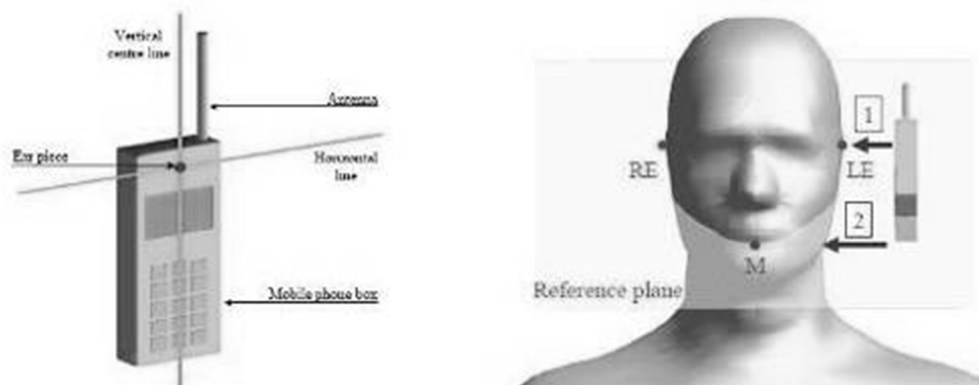 Vertical
centre line
Antenna
Ear piece
Horizontal
line
Mobile phone box
1
RE
LE
2
M
Reference plane